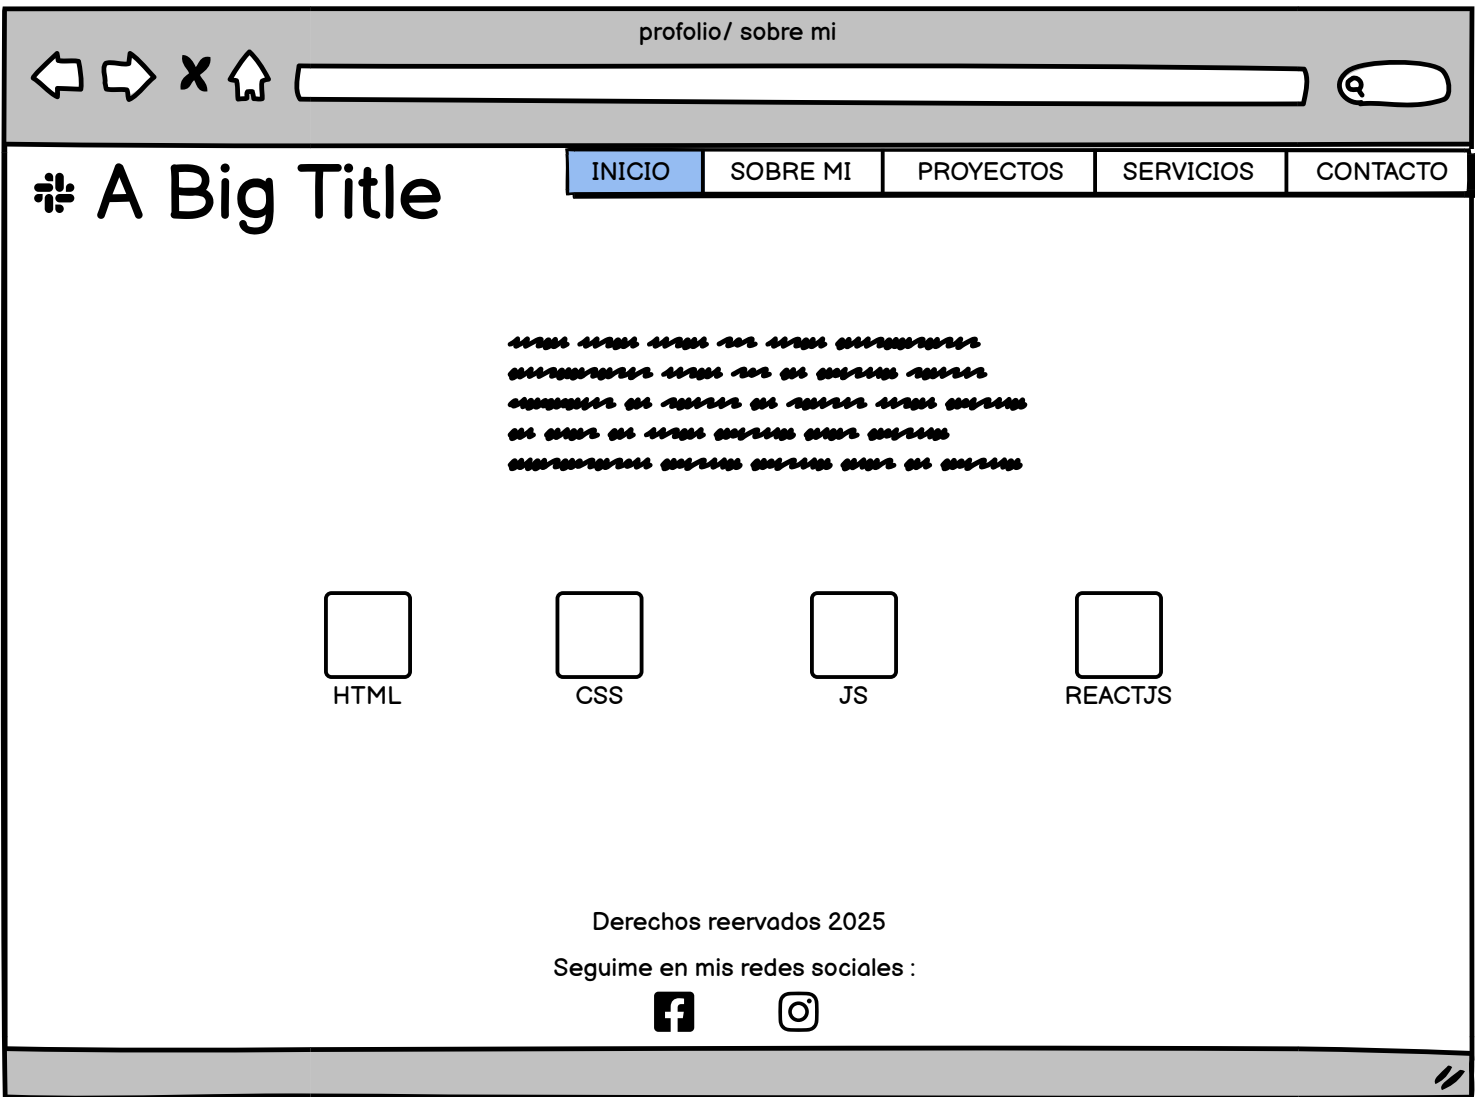 profolio/ sobre mi
A Big Title
INICIO SOBRE MI PROYECTOS SERVICIOS CONTACTO
HTML CSS JS REACTJS
Derechos reervados 2025
Seguime en mis redes sociales :